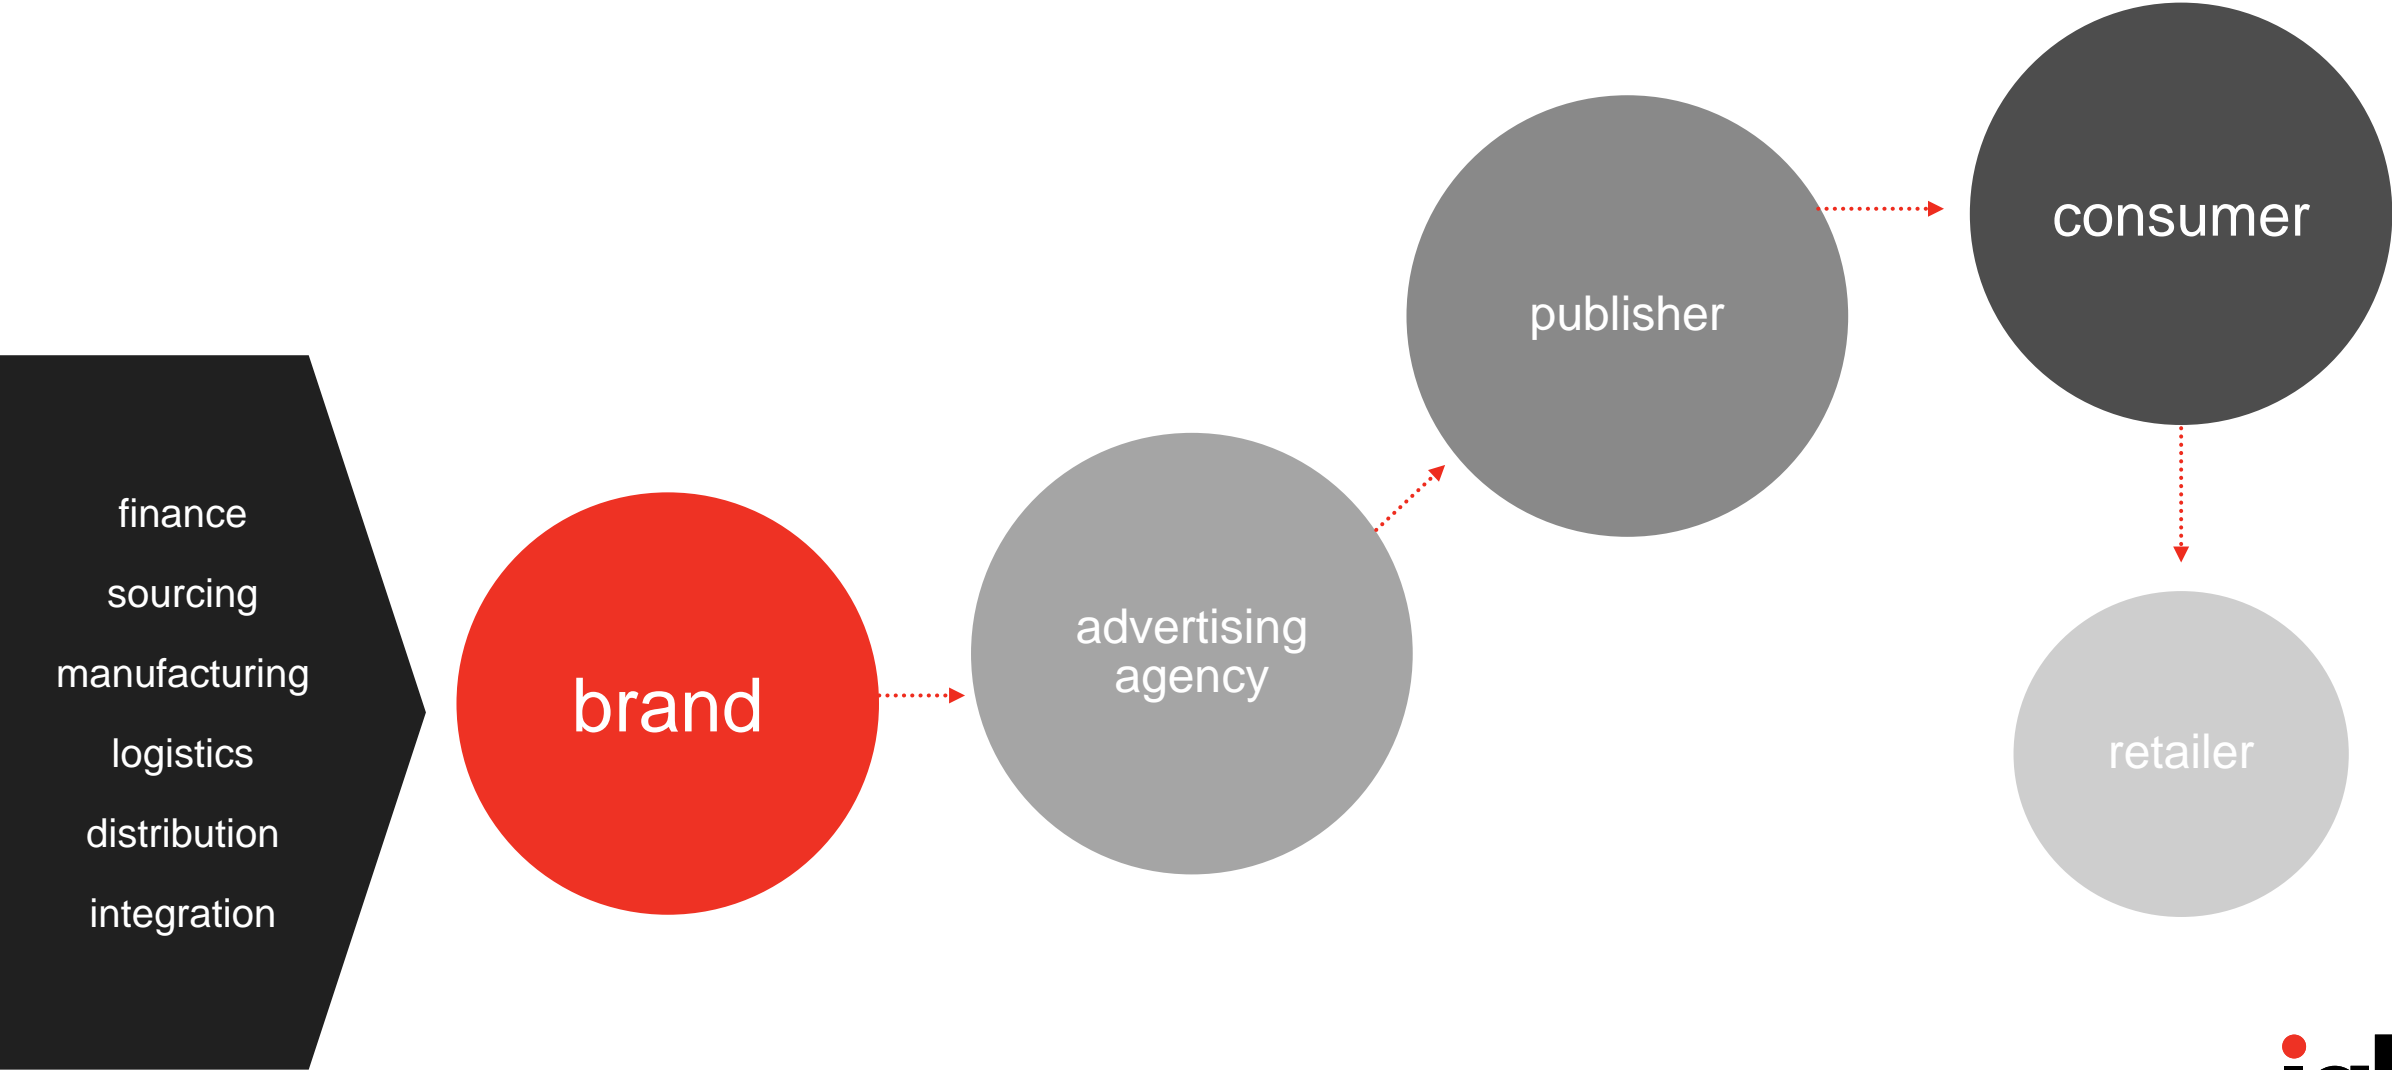 finance
sourcing
manufacturing
logistics
distribution
integration
brand
advertising
agency
publisher
consumer
retailer